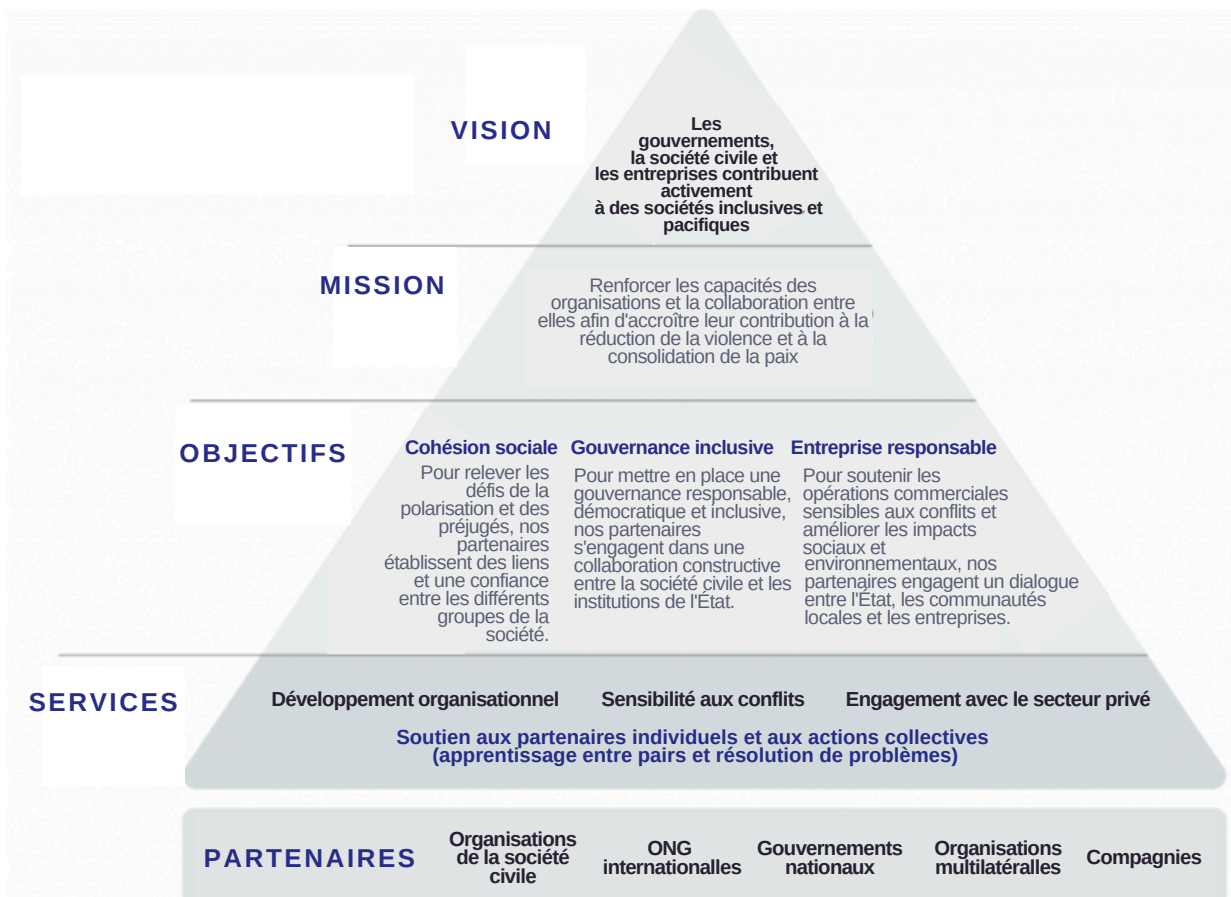 VISION
Les
gouvernements,
la société civile et
les entreprises contribuent
activement
à des sociétés inclusives et
pacifiques
MISSION
Renforcer les capacités des
organisations et la collaboration entre
elles afin d'accroître leur contribution à la
réduction de la violence et à la
consolidation de la paix
OBJECTIFS
Cohésion sociale
Pour relever les
défis de la
polarisation et des
préjugés, nos
partenaires
établissent des liens
et une confiance
entre les différents
groupes de la
société.
Gouvernance inclusive
Pour mettre en place une
gouvernance responsable,
démocratique et inclusive,
nos partenaires
s'engagent dans une
collaboration constructive
entre la société civile et les
institutions de l'État.
Entreprise responsable
Pour soutenir les
opérations commerciales
sensibles aux conflits et
améliorer les impacts
sociaux et
environnementaux, nos
partenaires engagent un dialogue
entre l'État, les communautés
locales et les entreprises.
SERVICES
Développement organisationnel
Sensibilité aux conflits
Engagement avec le secteur privé
Soutien aux partenaires individuels et aux actions collectives
(apprentissage entre pairs et résolution de problèmes)
PARTENAIRES
Organisations
de la société
civile
ONG
internationalles
Gouvernements
nationaux
Organisations
multilatéralles
Compagnies